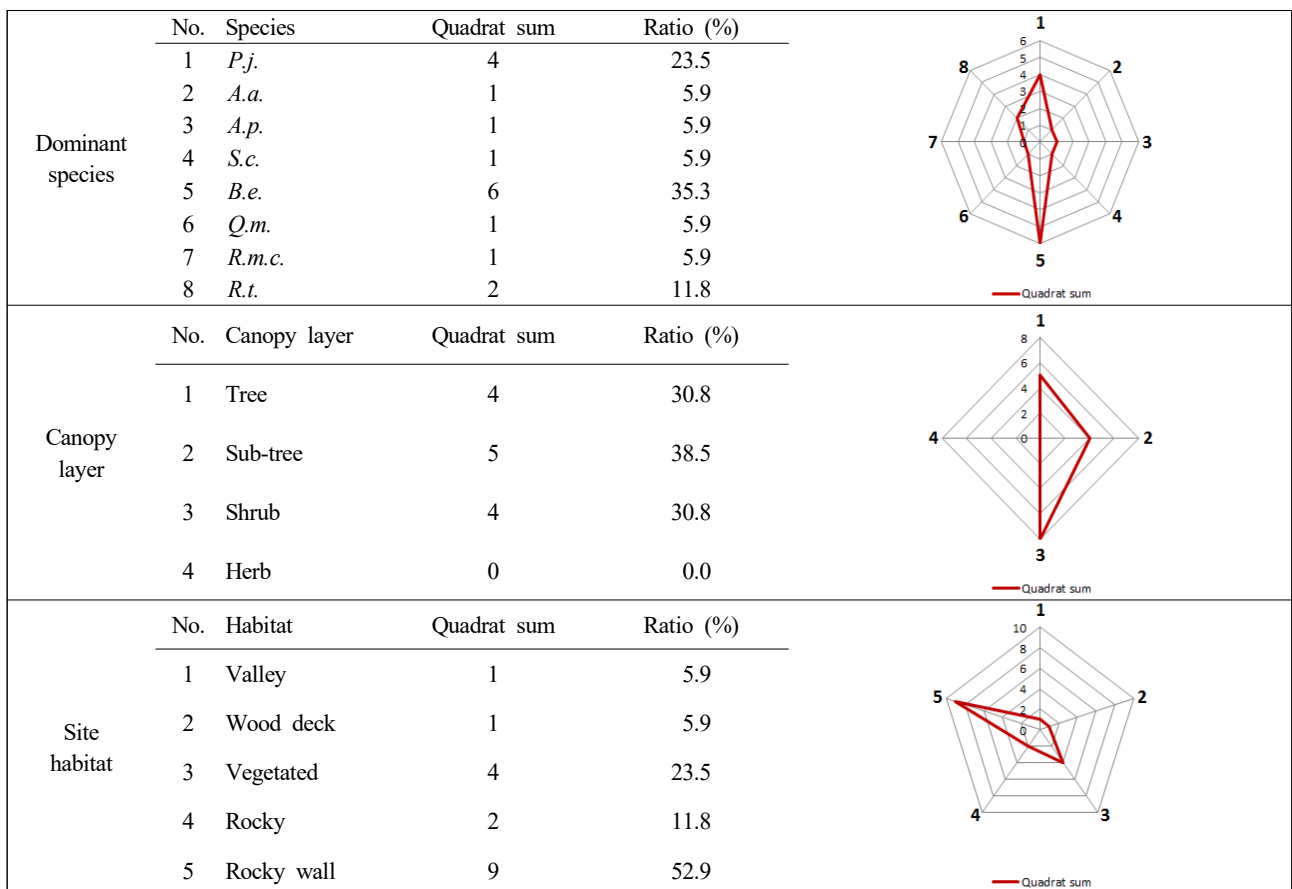 No. Species Quadrat sum Ratio (%)
1 P.j. 4 23.5
2 A.a. 1 5.9
3 A.p. 1 5.9
4 S.c. 1 5.9
5 B.e. 6 35.3
6 Q.m. 1 5.9
7 R.m.c. 1 5.9
8 R.t. 2 11.8
Dominant
species
1
2
3
4
5
6
7
8
6
5
4
3
2
1
0
Quadrat sum
No. Canopy layer Quadrat sum Ratio (%)
1 Tree 4 30.8
2 Sub-tree 5 38.5
3 Shrub 4 30.8
4 Herb 0 0.0
Canopy
layer
1
2
3
4
8
6
4
2
0
Quadrat sum
No. Habitat Quadrat sum Ratio (%)
1 Valley 1 5.9
2 Wood deck 1 5.9
3 Vegetated 4 23.5
4 Rocky 2 11.8
5 Rocky wall 9 52.9
Site
habitat
1
2
3
4
5
10
8
6
4
2
0
Quadrat sum